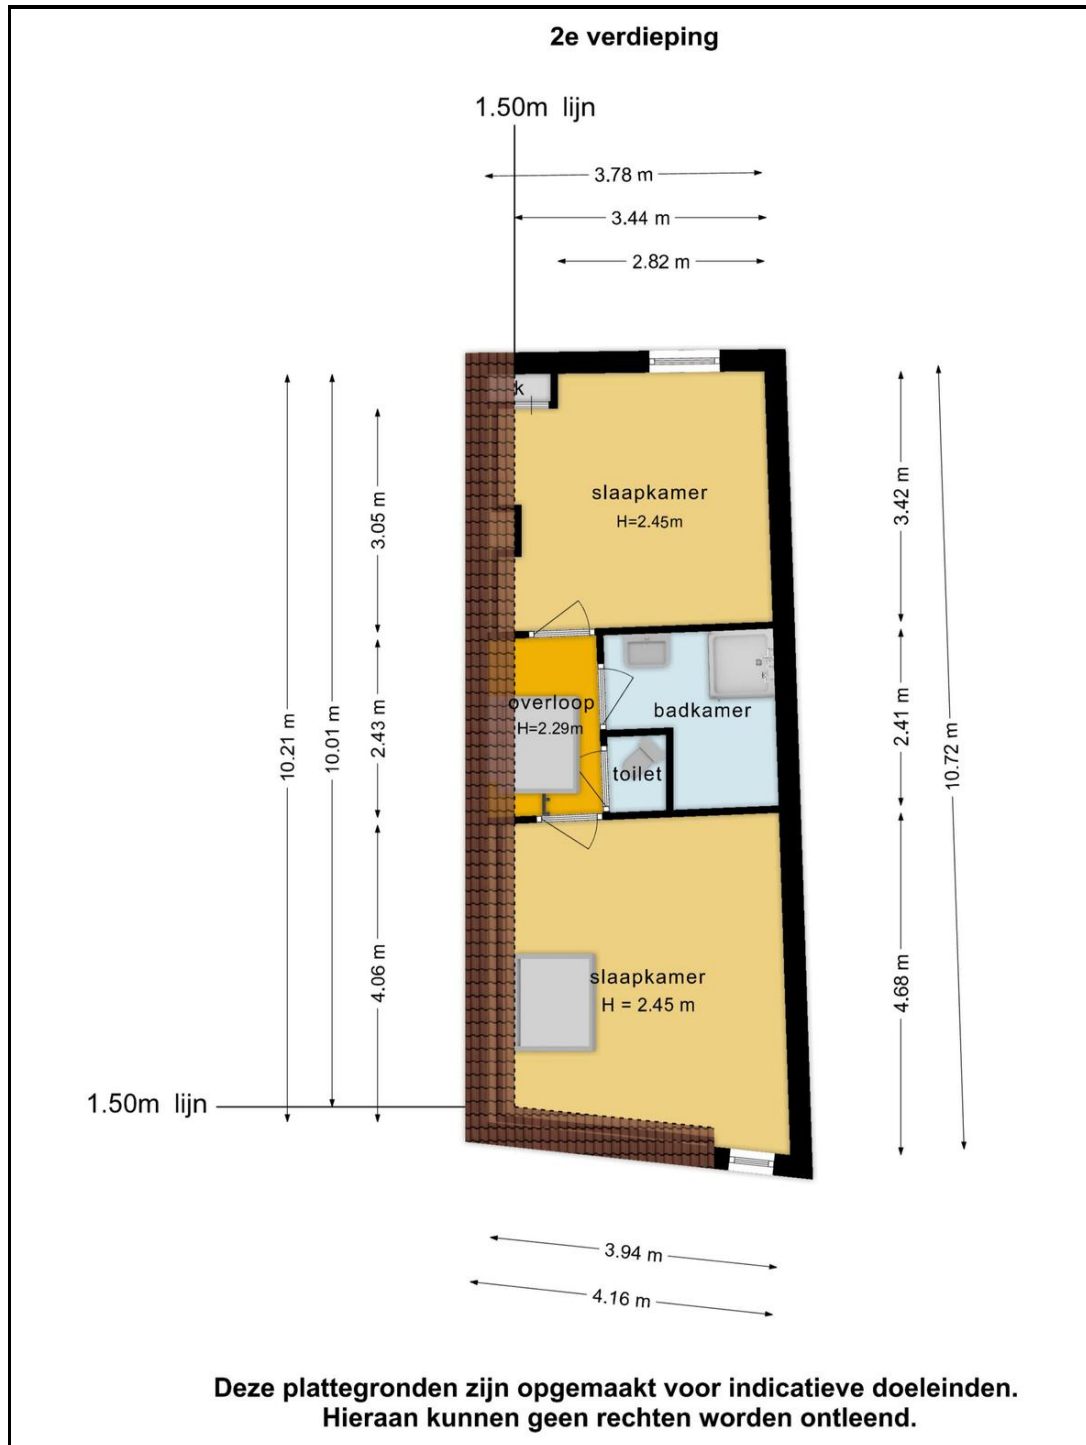 2e verdieping
1.50m lijn
3.78 m
3.44 m
2.82 m
k
slaapkamer
H=2.45m
3.05 m
3.42 m
10.21 m
10.01 m
2.43 m
overloop
H=2.29m
badkamer
toilet
2.41 m
10.72 m
4.06 m
slaapkamer
H = 2.45 m
4.68 m
1.50m lijn
3.94 m
4.16 m
Deze plattegronden zijn opgemaakt voor indicatieve doeleinden.
Hieraan kunnen geen rechten worden ontleend.